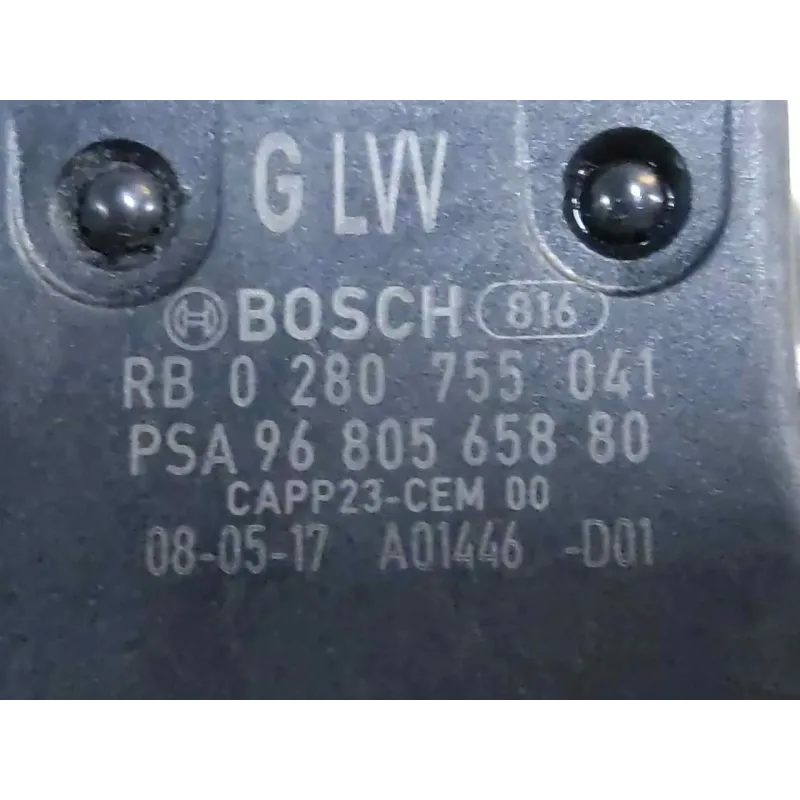 GLW
BOSCH 816
RB 0 280 755 041
PSA 96 805 658 80
CAPP23-CEM 00
08-05-17 A01446 -D01